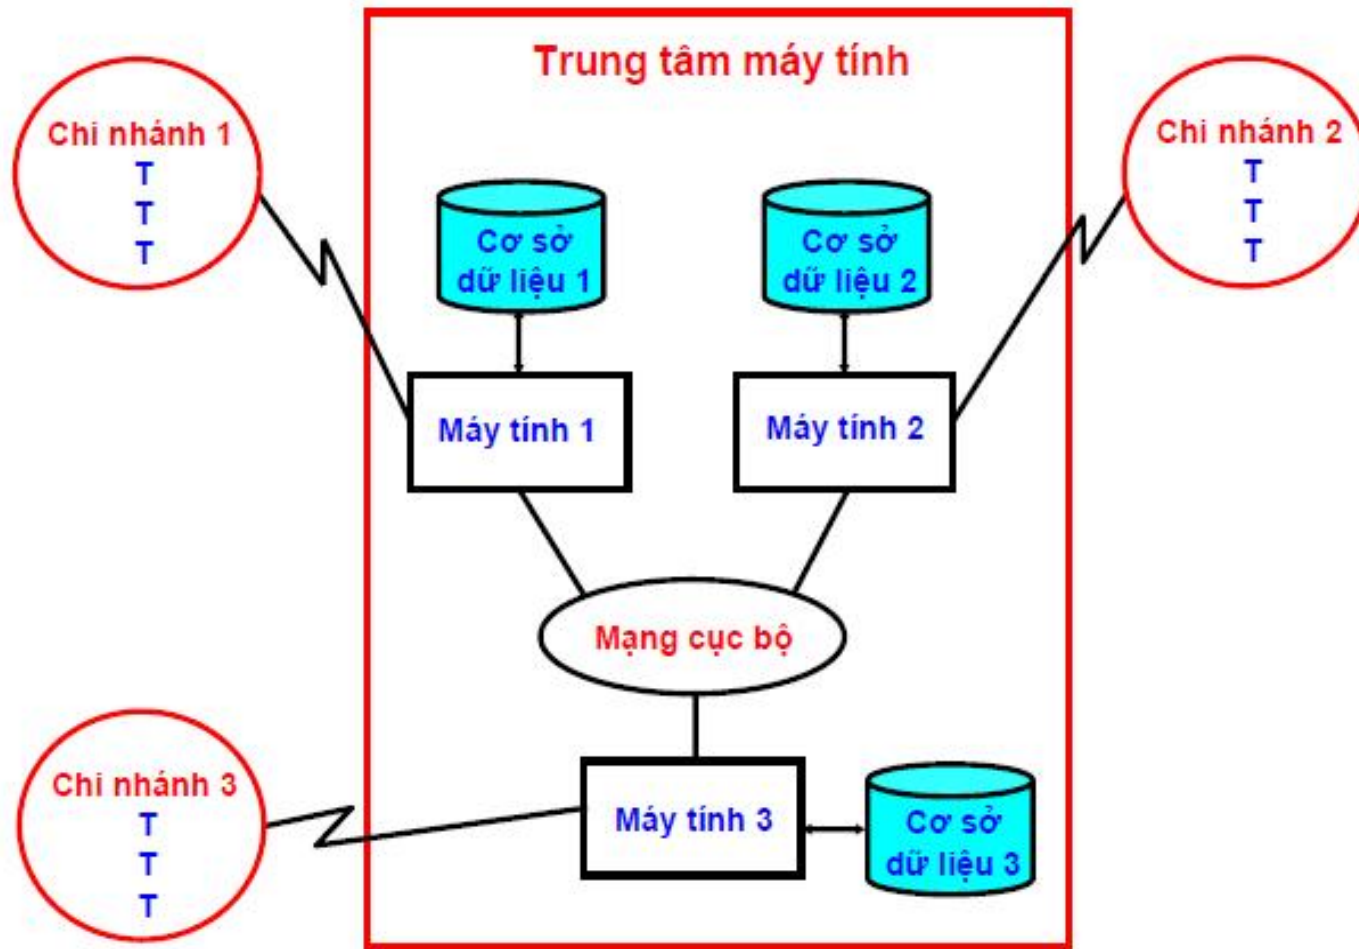 Trung tâm máy tính
Chi nhánh 1
T
T
T
Chi nhánh 2
T
T
T
Cơ sở
dữ liệu 1
Cơ sở
dữ liệu 2
Máy tính 1
Máy tính 2
Mạng cục bộ
Chi nhánh 3
T
T
T
Máy tính 3
Cơ sở
dữ liệu 3